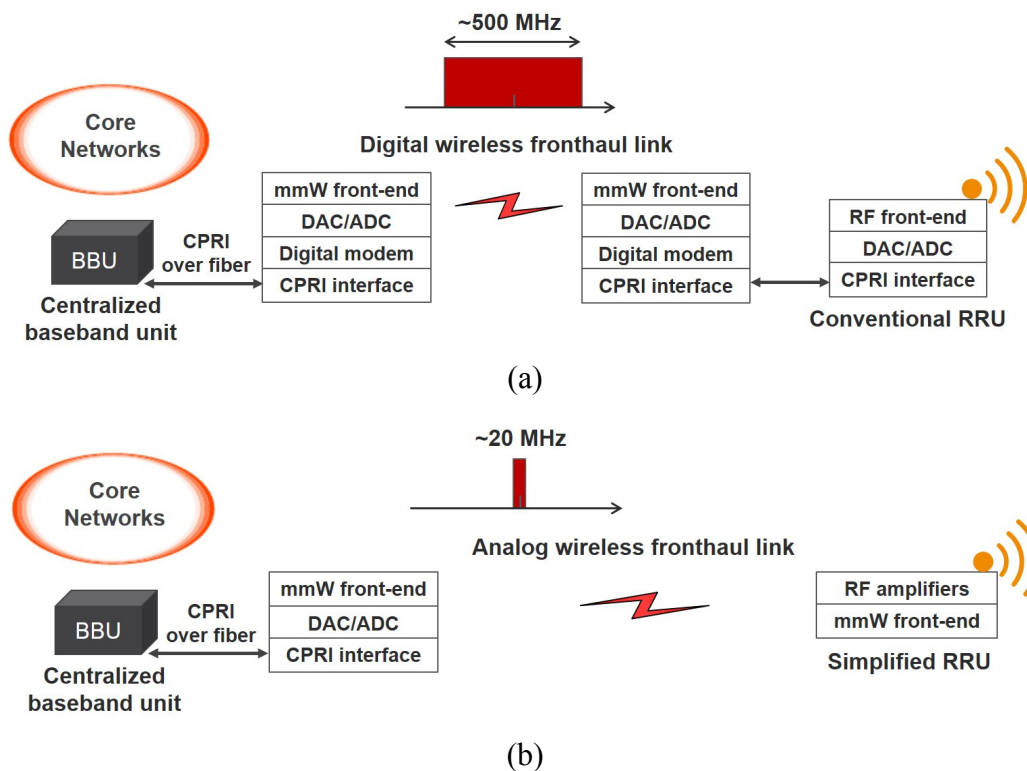 ~500 MHz
Core
Networks
Digital wireless fronthaul link
mmW front-end
DAC/ADC
Digital modem
CPRI interface
mmW front-end
DAC/ADC
Digital modem
CPRI interface
RF front-end
DAC/ADC
CPRI interface
BBU
CPRI
over fiber
Centralized
baseband unit
Conventional RRU
(a)
~20 MHz
Core
Networks
Analog wireless fronthaul link
mmW front-end
DAC/ADC
CPRI interface
RF amplifiers
mmW front-end
BBU
CPRI
over fiber
Centralized
baseband unit
Simplified RRU
(b)